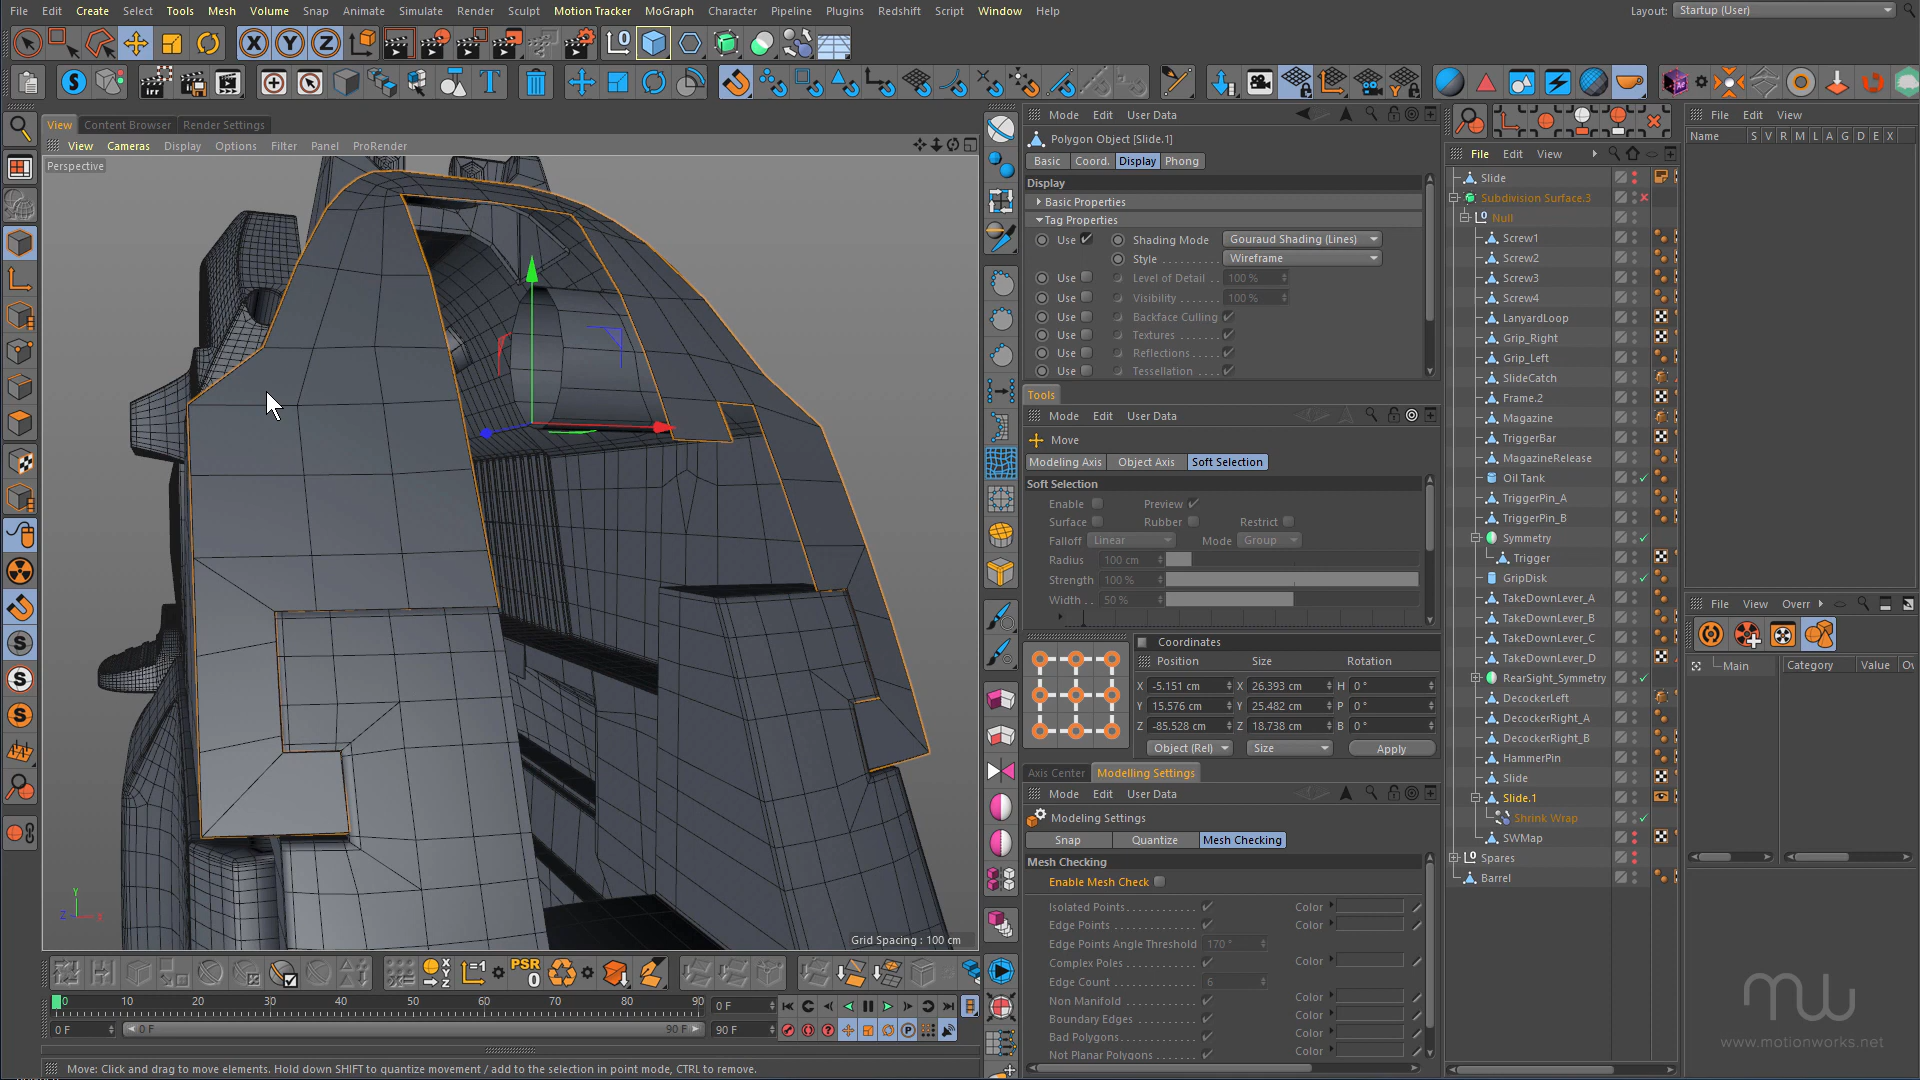 File Edit Create Select Tools Mesh Volume Snap Animate Simulate Render Sculpt Motion Tracker MoGraph Character Pipeline Plugins Redshift Script Window Help Layout: Startup (User)
View Content Browser Render Settings
View Cameras Display Options Filter Panel ProRender
Perspective
Grid Spacing : 100 cm
Mode Edit User Data
Polygon Object [Slide.1]
Basic Coord. Display Phong
Display
Basic Properties
Tag Properties
Use Shading Mode Gouraud Shading (Lines)
Style Wireframe
Use Level of Detail 100 %
Use Visibility 100 %
Use Backface Culling
Use Textures
Use Reflections
Use Tessellation
Tools
Mode Edit User Data
Move
Modeling Axis Object Axis Soft Selection
Soft Selection
Enable Preview
Surface Rubber Restrict
Falloff Linear Mode Group
Radius 100 cm
Strength 100 %
Width 50 %
Coordinates
Position Size Rotation
X -5.151 cm X 26.393 cm H 0 °
Y 15.576 cm Y 25.482 cm P 0 °
Z -85.528 cm Z 18.738 cm B 0 °
Object (Rel) Size Apply
Axis Center Modelling Settings
Mode Edit User Data
Modeling Settings
Snap Quantize Mesh Checking
Mesh Checking
Enable Mesh Check
Isolated Points Color
Edge Points Color
Edge Points Angle Threshold 170 °
Complex Poles Color
Edge Count 6
Non Manifold Color
Boundary Edges Color
Bad Polygons Color
Not Planar Polygons Color
File Edit View
Slide
Subdivision Surface.3
Null
Screw1
Screw2
Screw3
Screw4
LanyardLoop
Grip_Right
Grip_Left
SlideCatch
Frame.2
Magazine
TriggerBar
MagazineRelease
Oil Tank
TriggerPin_A
TriggerPin_B
Symmetry
Trigger
GripDisk
TakeDownLever_A
TakeDownLever_B
TakeDownLever_C
TakeDownLever_D
RearSight_Symmetry
DecockerLeft
DecockerRight_A
DecockerRight_B
HammerPin
Slide
Slide.1
Shrink Wrap
SWMap
Spares
Barrel
File Edit View
Name S V R M L A G D E X
File View Overr
Main Category Value Ov
PSR
0
0 10 20 30 40 50 60 70 80 90 0 F
0 F 0 F 90 F 90 F
Move: Click and drag to move elements. Hold down SHIFT to quantize movement / add to the selection in point mode, CTRL to remove.
mw
www.motionworks.net